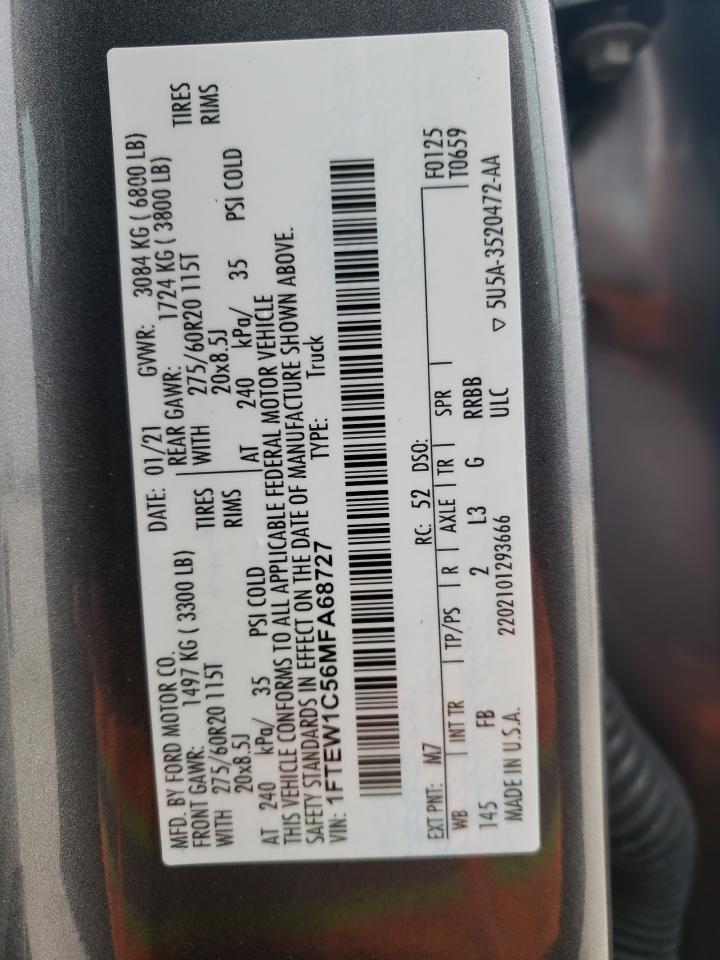 MFD. BY FORD MOTOR CO. DATE: 01/21 GVWR: 3084 KG ( 6800 LB)
FRONT GAWR: 1497 KG ( 3300 LB) REAR GAWR: 1724 KG ( 3800 LB)
WITH 275/60R20 115T TIRES WITH 275/60R20 115T TIRES
20x8.5J RIMS 20x8.5J RIMS
AT 240 kPa/ 35 PSI COLD AT 240 kPa/ 35 PSI COLD
THIS VEHICLE CONFORMS TO ALL APPLICABLE FEDERAL MOTOR VEHICLE
SAFETY STANDARDS IN EFFECT ON THE DATE OF MANUFACTURE SHOWN ABOVE.
VIN: 1FTEW1C56MFA68727 TYPE: Truck
EXT PNT: M7 RC: 52 DSO: F0125
WB INT TR TP/PS R AXLE TR SPR T0659
145 FB 2 L3 G RRBB
MADE IN U.S.A. 2202101293666 ULC ▽ 5U5A-3520472-AA